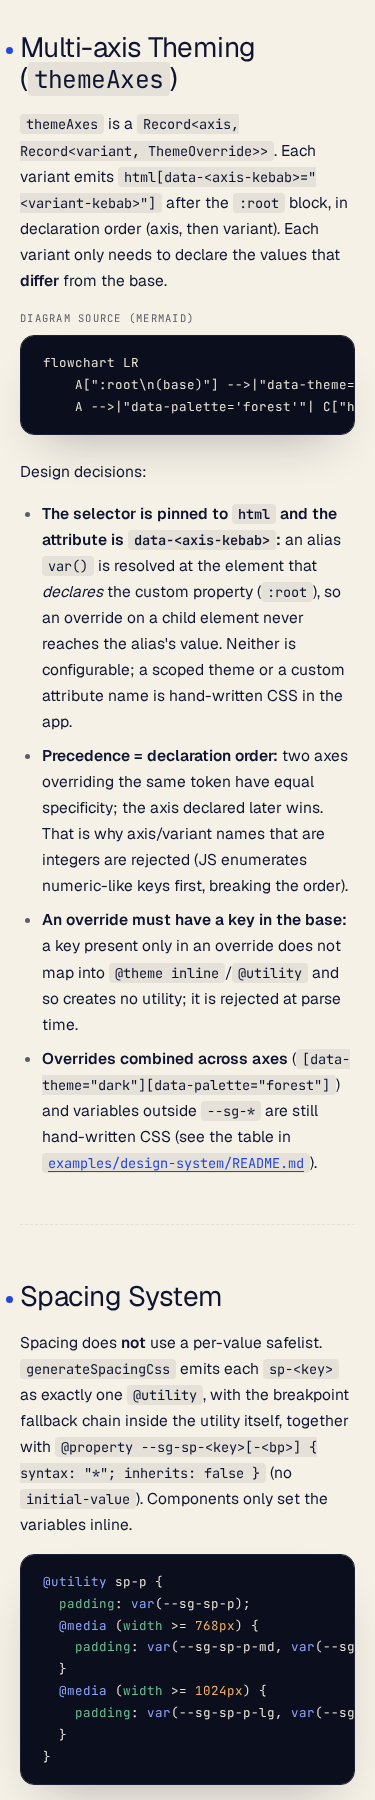 Multi-axis Theming
(themeAxes)
themeAxes is a Record<axis,
Record<variant, ThemeOverride>>. Each
variant emits html[data-<axis-kebab>="
<variant-kebab>"] after the :root block, in
declaration order (axis, then variant). Each
variant only needs to declare the values that
differ from the base.
DIAGRAM SOURCE (MERMAID)
flowchart LR
    A[":root\n(base)"] -->|"data-theme=
    A -->|"data-palette='forest'"| C["h
Design decisions:
• The selector is pinned to html and the
attribute is data-<axis-kebab>: an alias
var() is resolved at the element that
declares the custom property (:root), so
an override on a child element never
reaches the alias's value. Neither is
configurable; a scoped theme or a custom
attribute name is hand-written CSS in the
app.
• Precedence = declaration order: two axes
overriding the same token have equal
specificity; the axis declared later wins.
That is why axis/variant names that are
integers are rejected (JS enumerates
numeric-like keys first, breaking the order).
• An override must have a key in the base:
a key present only in an override does not
map into @theme inline/@utility and
so creates no utility; it is rejected at parse
time.
• Overrides combined across axes ([data-
theme="dark"][data-palette="forest"])
and variables outside --sg-* are still
hand-written CSS (see the table in
examples/design-system/README.md).
Spacing System
Spacing does not use a per-value safelist.
generateSpacingCss emits each sp-<key>
as exactly one @utility, with the breakpoint
fallback chain inside the utility itself, together
with @property --sg-sp-<key>[-<bp>] {
syntax: "*"; inherits: false } (no
initial-value). Components only set the
variables inline.
@utility sp-p {
  padding: var(--sg-sp-p);
  @media (width >= 768px) {
    padding: var(--sg-sp-p-md, var(--sg
  }
  @media (width >= 1024px) {
    padding: var(--sg-sp-p-lg, var(--sg
  }
}